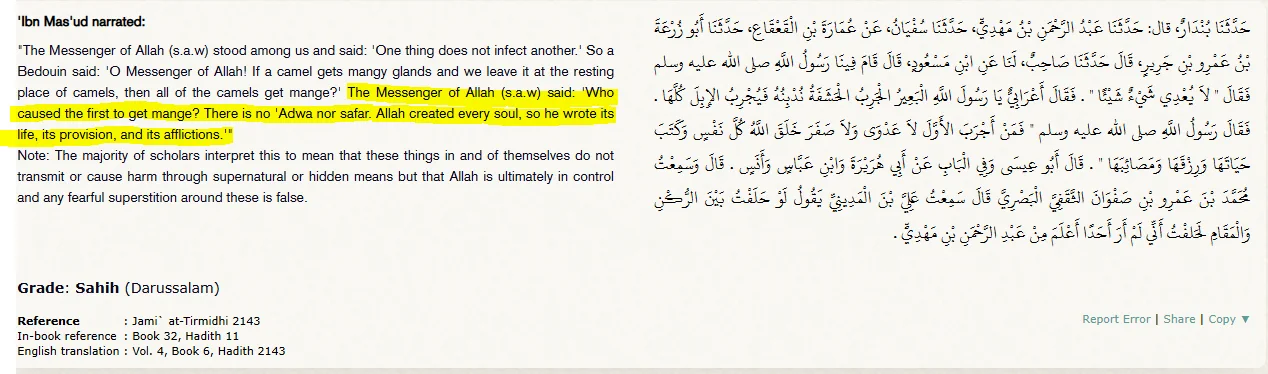 'Ibn Mas'ud narrated:
"The Messenger of Allah (s.a.w) stood among us and said: 'One thing does not infect another.' So a
Bedouin said: 'O Messenger of Allah! If a camel gets mangy glands and we leave it at the resting
place of camels, then all of the camels get mange?' The Messenger of Allah (s.a.w) said: 'Who
caused the first to get mange? There is no 'Adwa nor safar. Allah created every soul, so he wrote its
life, its provision, and its afflictions.'"
Note: The majority of scholars interpret this to mean that these things in and of themselves do not
transmit or cause harm through supernatural or hidden means but that Allah is ultimately in control
and any fearful superstition around these is false.
حَدَّثَنَا بُنْدَارٌ، قال: حَدَّثَنَا عَبْدُ الرَّحْمَنِ بْنُ مَهْدِيٍّ، حَدَّثَنَا سُفْيَانُ، عَنْ عُمَارَةَ بْنِ الْقَعْقَاعِ، حَدَّثَنَا أَبُو زُرْعَةَ
بْنُ عَمْرِو بْنِ جَرِيرٍ، قَالَ حَدَّثَنَا صَاحِبٌ، لَنَا عَنِ ابْنِ مَسْعُودٍ، قَالَ قَامَ فِينَا رَسُولُ اللَّهِ صلى الله عليه وسلم
فَقَالَ " لاَ يُعْدِي شَيْءٌ شَيْئًا " . فَقَالَ أَعْرَابِيٌّ يَا رَسُولَ اللَّهِ الْبَعِيرُ الْجَرِبُ الْحَشَفَةُ نُدْبِنُهُ فَيُجْرِبُ الإِبِلَ كُلَّهَا .
فَقَالَ رَسُولُ اللَّهِ صلى الله عليه وسلم " فَمَنْ أَجْرَبَ الأَوَّلَ لاَ عَدْوَى وَلاَ صَفَرَ خَلَقَ اللَّهُ كُلَّ نَفْسٍ وَكَتَبَ
حَيَاتَهَا وَرِزْقَهَا وَمَصَائِبَهَا " . قَالَ أَبُو عِيسَى وَفِي الْبَابِ عَنْ أَبِي هُرَيْرَةَ وَابْنِ عَبَّاسٍ وَأَنَسٍ . قَالَ وَسَمِعْتُ
مُحَمَّدَ بْنَ عَمْرِو بْنِ صَفْوَانَ الثَّقَفِيَّ الْبَصْرِيَّ قَالَ سَمِعْتُ عَلِيَّ بْنَ الْمَدِينِيِّ يَقُولُ لَوْ حَلَفْتُ بَيْنَ الرُّكْنِ
وَالْمَقَامِ لَحَلَفْتُ أَنِّي لَمْ أَرَ أَحَدًا أَعْلَمَ مِنْ عَبْدِ الرَّحْمَنِ بْنِ مَهْدِيٍّ .
Grade: Sahih (Darussalam)
Reference : Jami` at-Tirmidhi 2143
In-book reference : Book 32, Hadith 11
English translation : Vol. 4, Book 6, Hadith 2143
Report Error | Share | Copy ▼